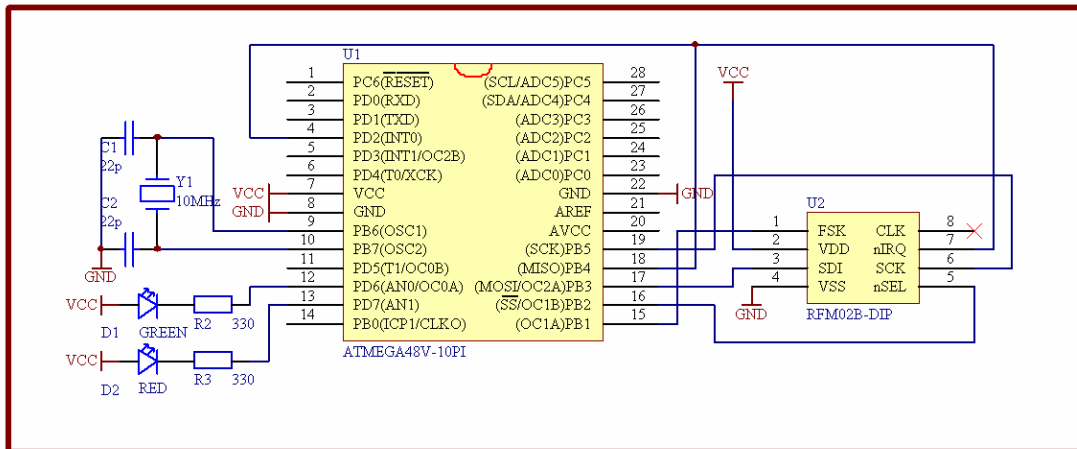 U1
1 PC6(RESET) (SCL/ADC5)PC5 28
2 PD0(RXD) (SDA/ADC4)PC4 27
3 PD1(TXD) (ADC3)PC3 26
4 PD2(INT0) (ADC2)PC2 25
5 PD3(INT1/OC2B) (ADC1)PC1 24
6 PD4(T0/XCK) (ADC0)PC0 23
7 VCC GND 22
8 GND AREF 21
9 PB6(OSC1) AVCC 20
10 PB7(OSC2) (SCK)PB5 19
11 PD5(T1/OC0B) (MISO)PB4 18
12 PD6(AN0/OC0A) (MOSI/OC2A)PB3 17
13 PD7(AN1) (SS/OC1B)PB2 16
14 PB0(ICP1/CLKO) (OC1A)PB1 15
ATMEGA48V-10PI
C1
22p
Y1
10MHz
C2
22p
GND
VCC
GND
GND
VCC
D1 GREEN R2 330
VCC
D2 RED R3 330
VCC
U2
1 FSK CLK 8
2 VDD nIRQ 7
3 SDI SCK 6
4 VSS nSEL 5
GND
RFM02B-DIP